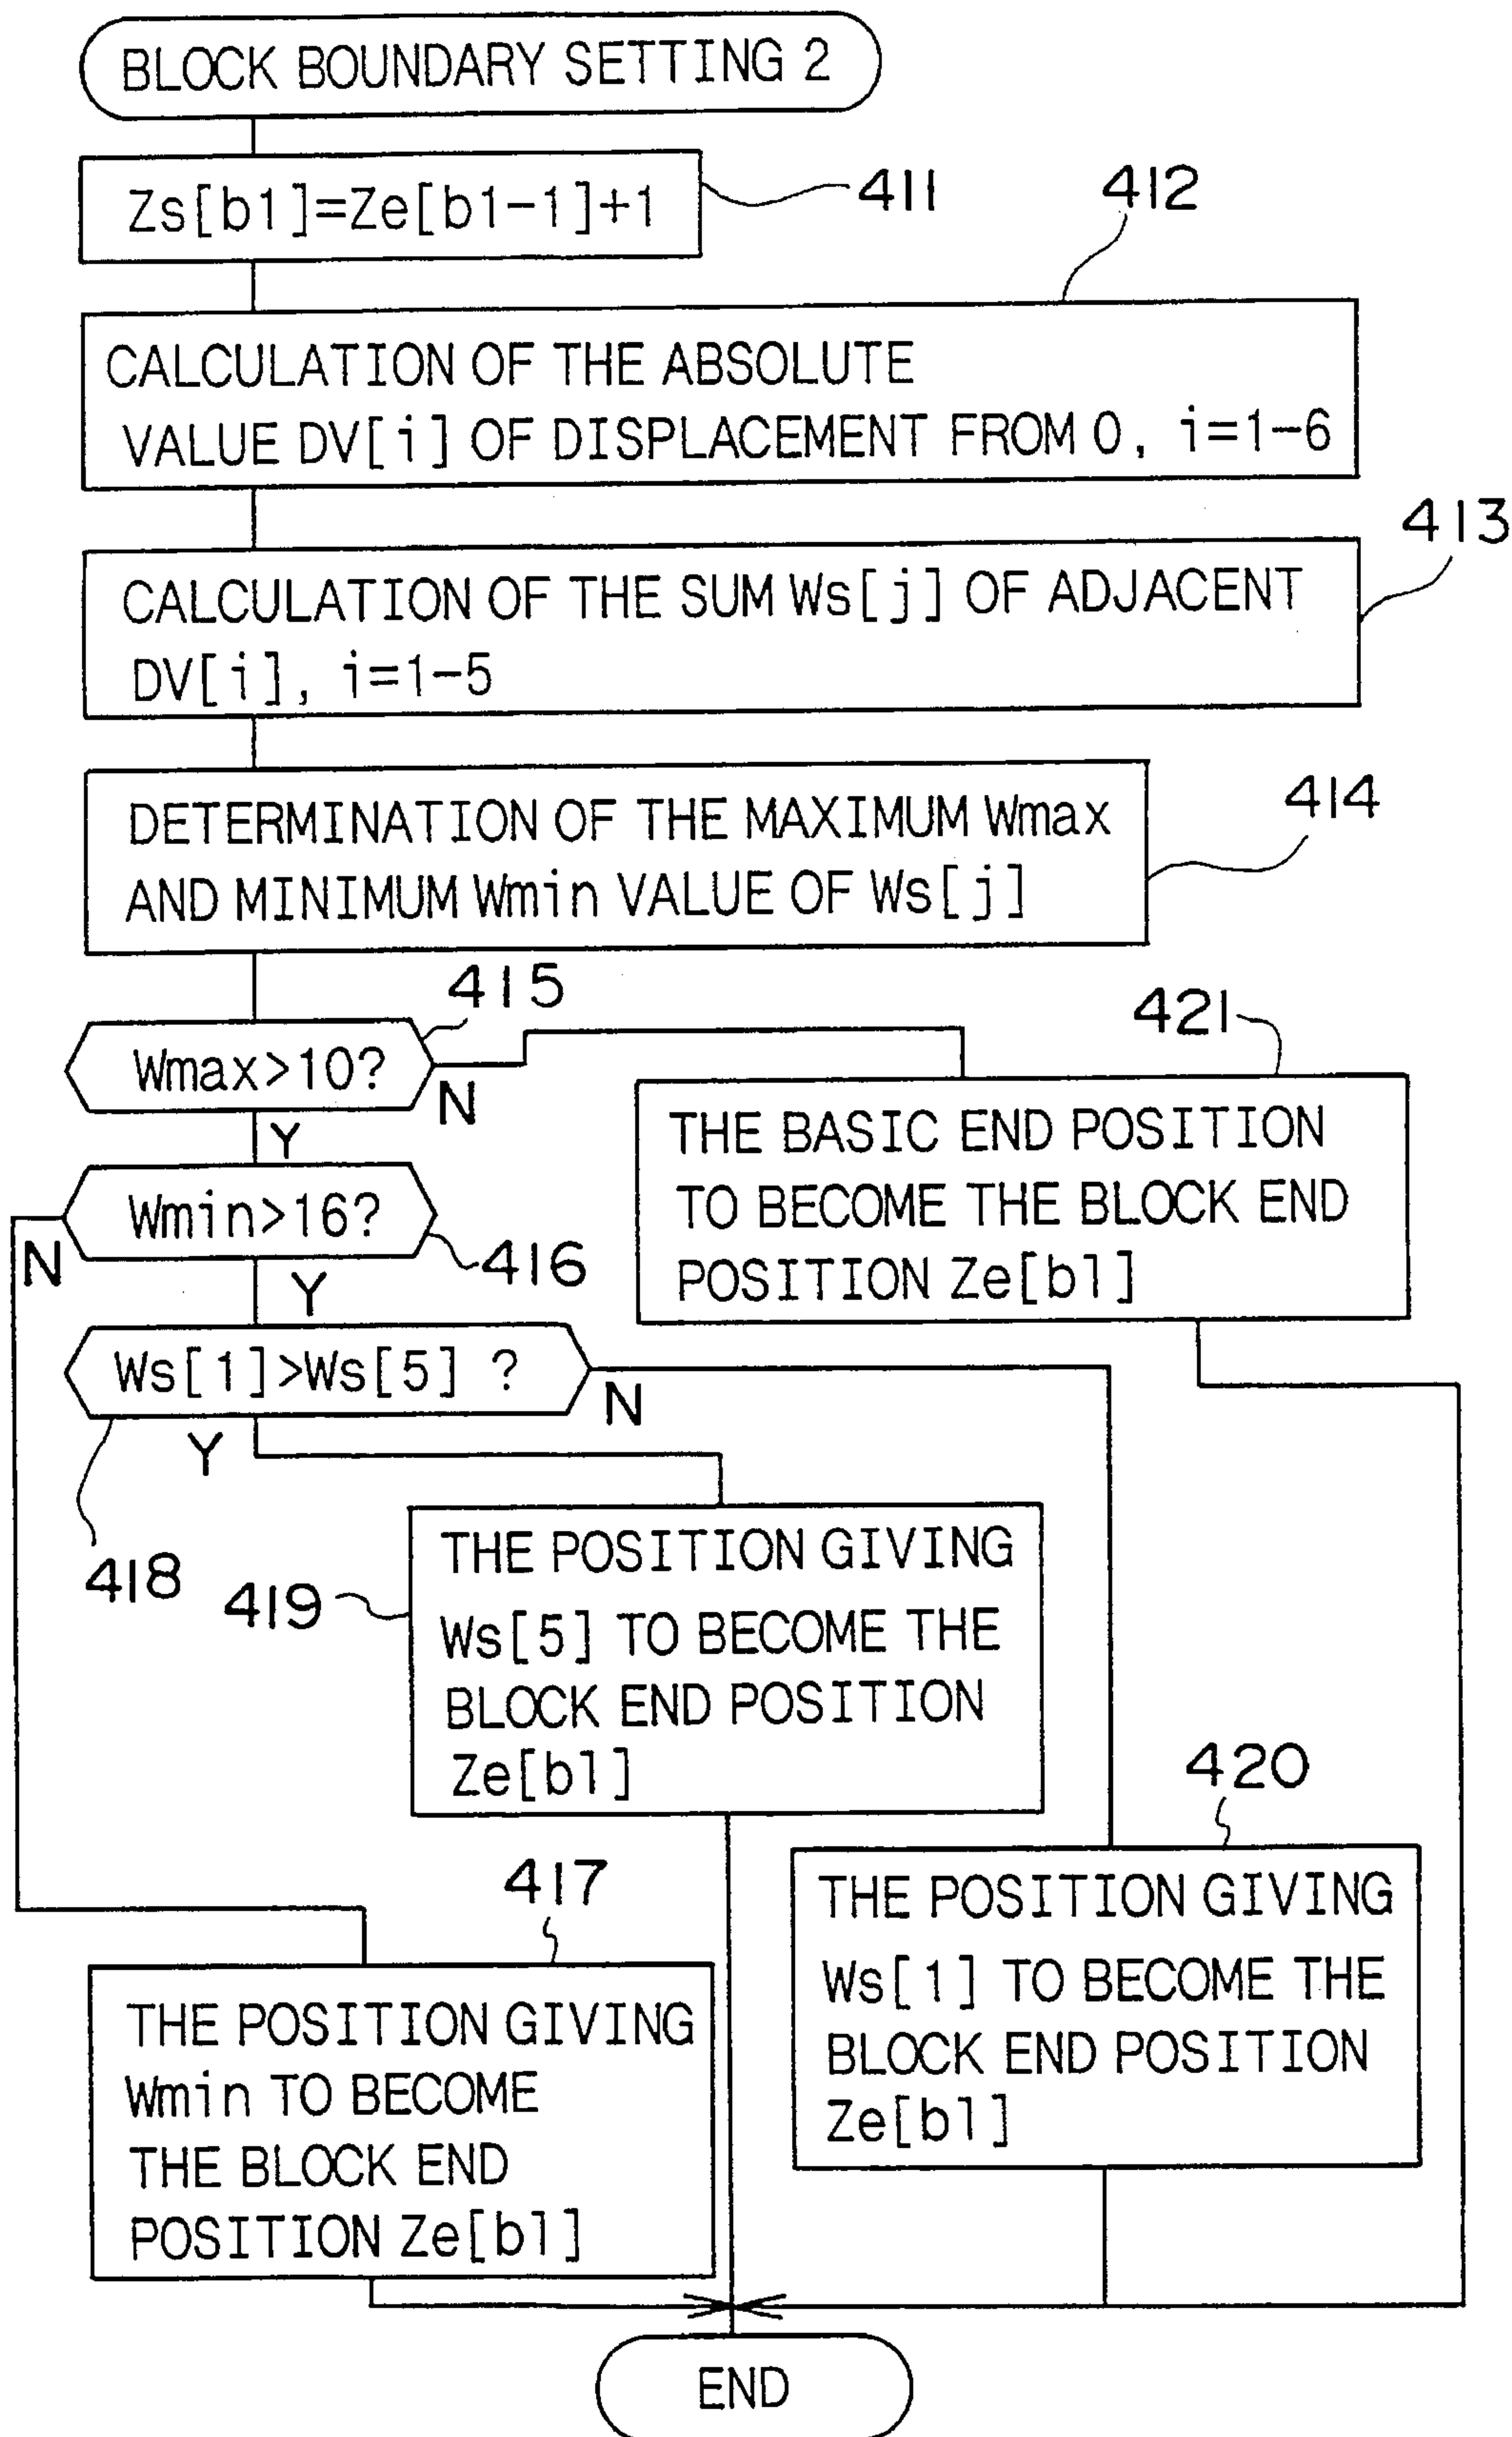 BLOCK BOUNDARY SETTING 2
Zs[b1]=Ze[b1-1]+1
411
412
CALCULATION OF THE ABSOLUTE
VALUE DV[i] OF DISPLACEMENT FROM 0, i=1-6
413
CALCULATION OF THE SUM Ws[j] OF ADJACENT
DV[i], i=1-5
414
DETERMINATION OF THE MAXIMUM Wmax
AND MINIMUM Wmin VALUE OF Ws[j]
415
Wmax>10?
N
Y
421
THE BASIC END POSITION
TO BECOME THE BLOCK END
POSITION Ze[b1]
Wmin>16?
N
416
Y
Ws[1]>Ws[5] ?
N
Y
418
419
THE POSITION GIVING
Ws[5] TO BECOME THE
BLOCK END POSITION
Ze[b1]
420
THE POSITION GIVING
Ws[1] TO BECOME THE
BLOCK END POSITION
Ze[b1]
417
THE POSITION GIVING
Wmin TO BECOME
THE BLOCK END
POSITION Ze[b1]
END